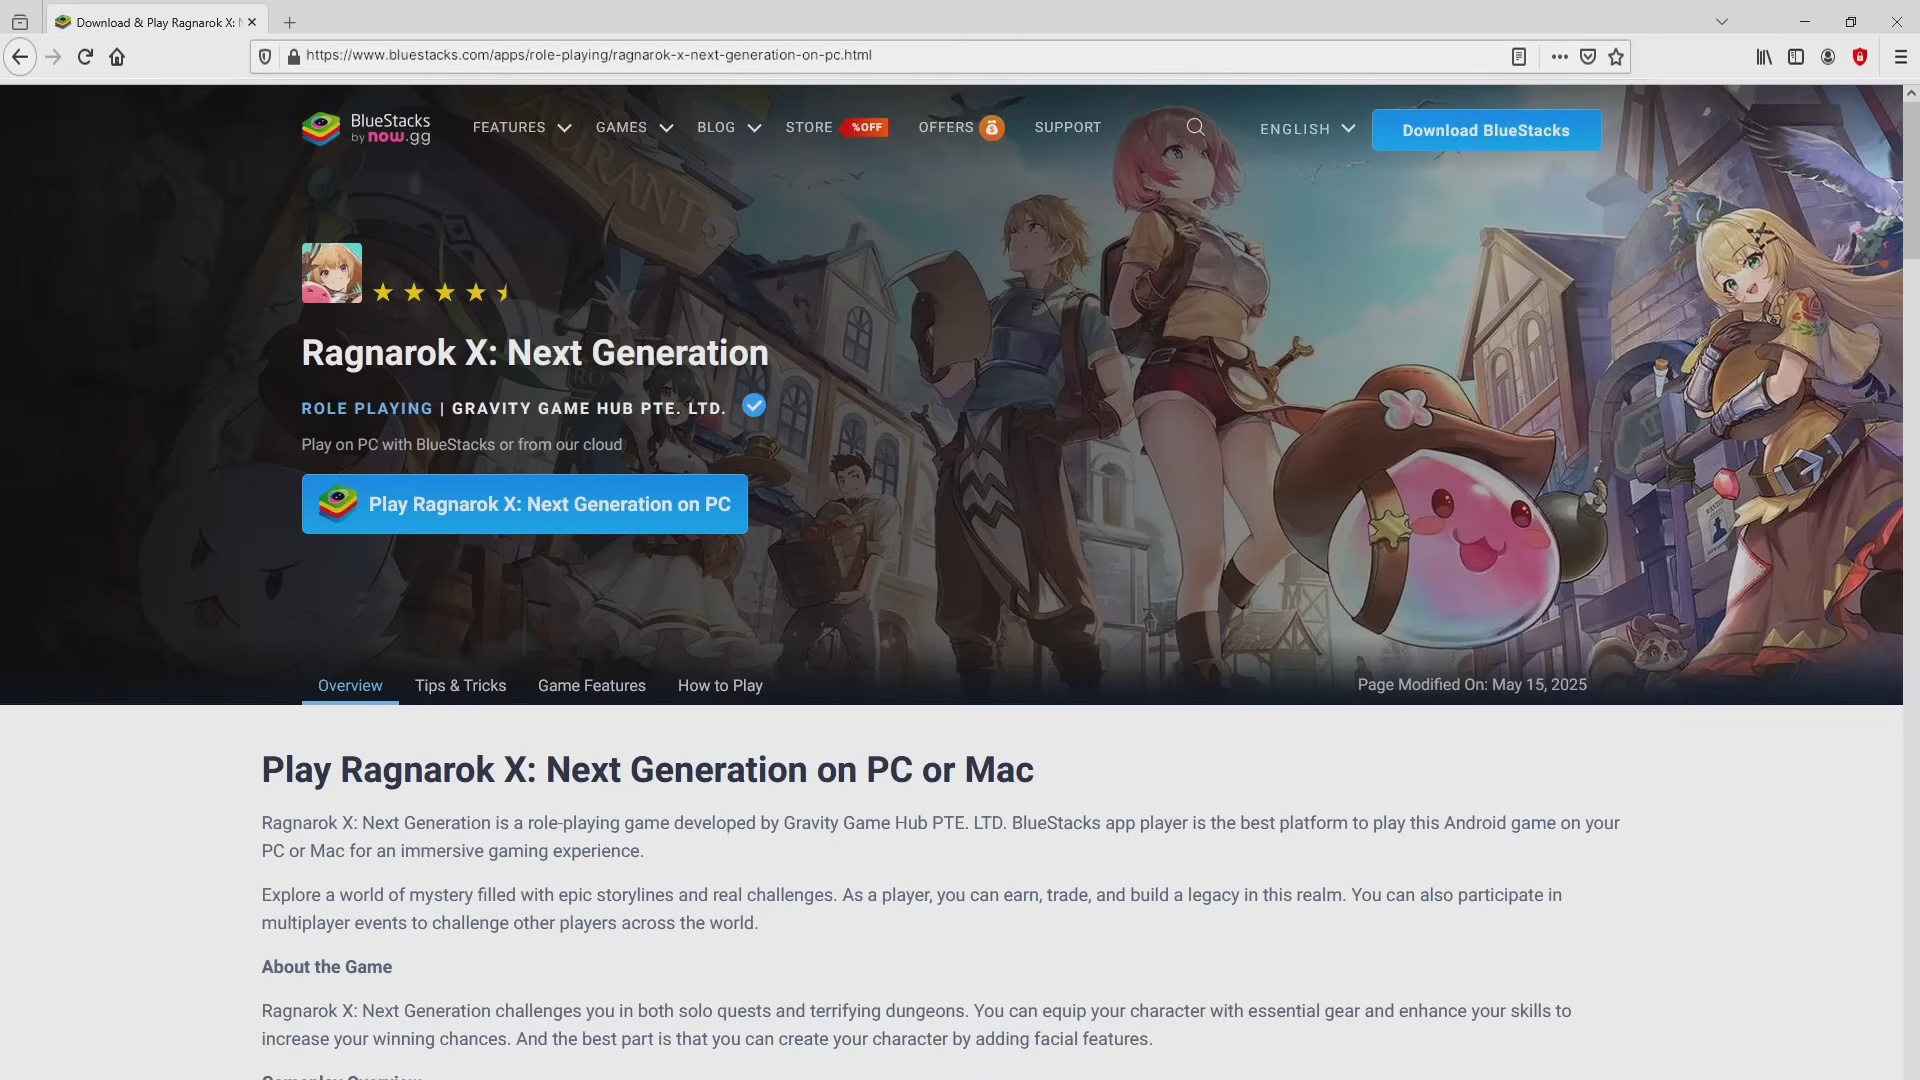 Download & Play Ragnarok X: N
https://www.bluestacks.com/apps/role-playing/ragnarok-x-next-generation-on-pc.html
BlueStacks
by now.gg
FEATURES
GAMES
BLOG
STORE
%OFF
OFFERS
SUPPORT
ENGLISH
Download BlueStacks
Ragnarok X: Next Generation
ROLE PLAYING | GRAVITY GAME HUB PTE. LTD.
Play on PC with BlueStacks or from our cloud
Play Ragnarok X: Next Generation on PC
Overview
Tips & Tricks
Game Features
How to Play
Page Modified On: May 15, 2025
Play Ragnarok X: Next Generation on PC or Mac
Ragnarok X: Next Generation is a role-playing game developed by Gravity Game Hub PTE. LTD. BlueStacks app player is the best platform to play this Android game on your
PC or Mac for an immersive gaming experience.
Explore a world of mystery filled with epic storylines and real challenges. As a player, you can earn, trade, and build a legacy in this realm. You can also participate in
multiplayer events to challenge other players across the world.
About the Game
Ragnarok X: Next Generation challenges you in both solo quests and terrifying dungeons. You can equip your character with essential gear and enhance your skills to
increase your winning chances. And the best part is that you can create your character by adding facial features.